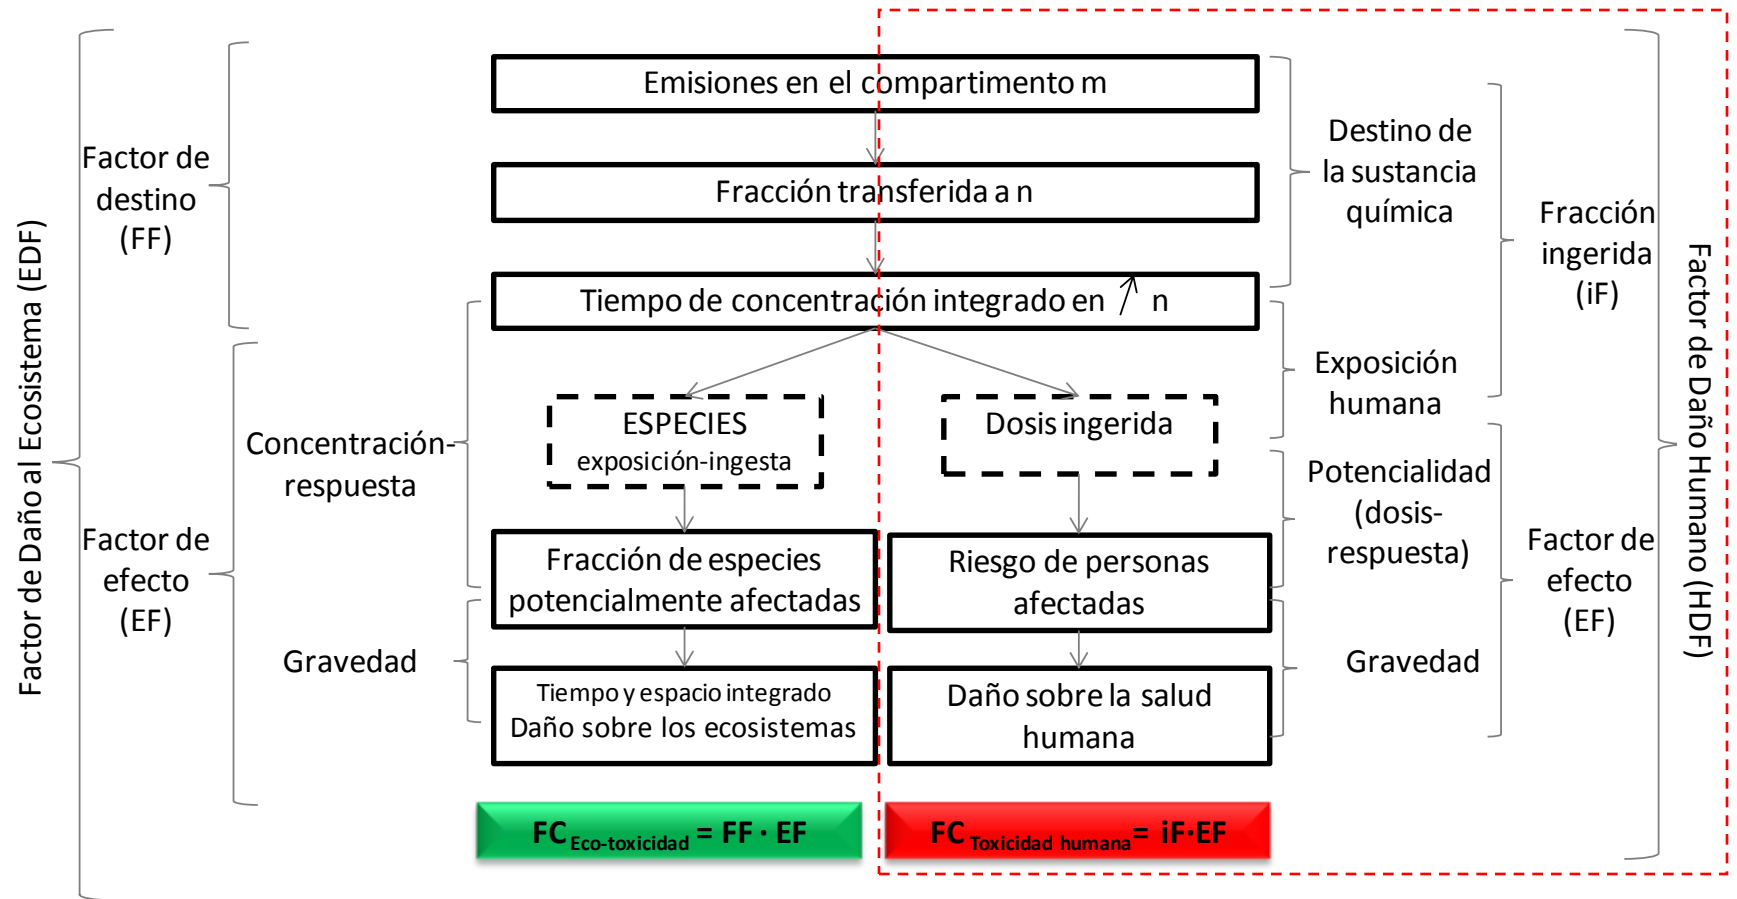 Factor de Daño al Ecosistema (EDF)
Factor de
destino
(FF)
Factor de
efecto
(EF)
Concentración-
respuesta
Gravedad
Emisiones en el compartimento m
Fracción transferida a n
Tiempo de concentración integrado en n
ESPECIES
exposición-ingesta
Fracción de especies
potencialmente afectadas
Tiempo y espacio integrado
Daño sobre los ecosistemas
FC Eco-toxicidad = FF · EF
Dosis ingerida
Riesgo de personas
afectadas
Daño sobre la salud
humana
FC Toxicidad humana = iF·EF
Destino de
la sustancia
química
Exposición
humana
Potencialidad
(dosis-
respuesta)
Gravedad
Fracción
ingerida
(iF)
Factor de
efecto
(EF)
Factor de Daño Humano (HDF)